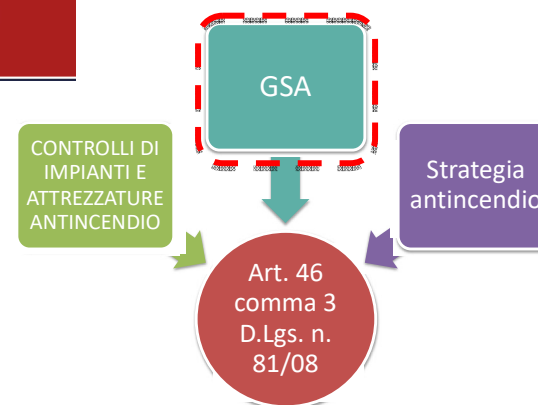 GSA
CONTROLLI DI
IMPIANTI E
ATTREZZATURE
ANTINCENDIO
Strategia
antincendio
Art. 46
comma 3
D.Lgs. n.
81/08